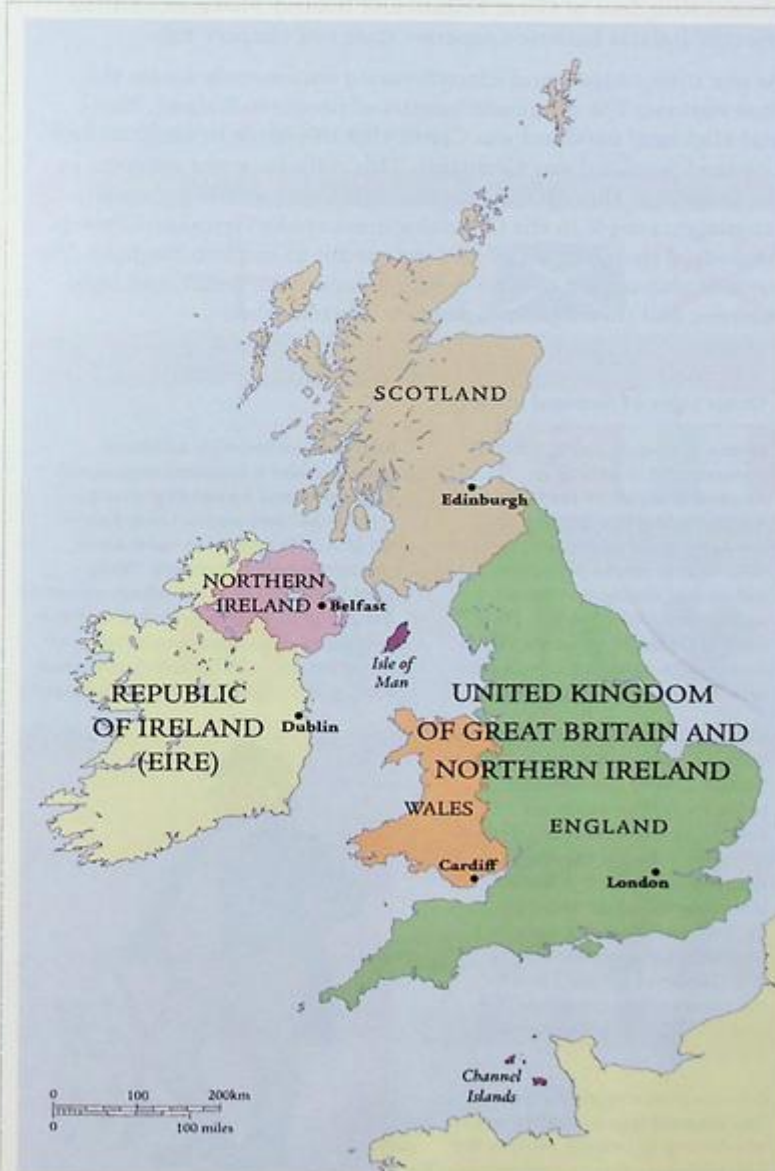 SCOTLAND
Edinburgh
NORTHERN
IRELAND
Belfast
Isle of
Man
REPUBLIC
OF IRELAND
(EIRE)
Dublin
UNITED KINGDOM
OF GREAT BRITAIN AND
NORTHERN IRELAND
WALES
ENGLAND
Cardiff
London
Channel
Islands
0 100 200km
0 100 miles